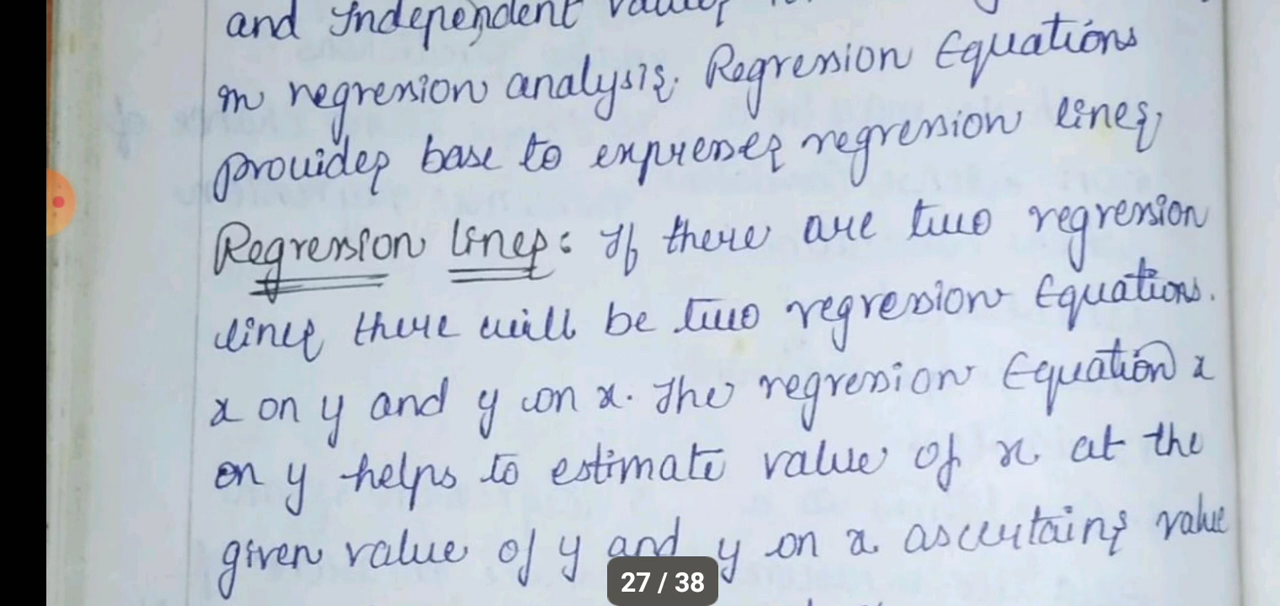 and Independent
in regression analysis. Regression Equations
provides base to expresses regression lines,
Regression lines: If there are two regression
lines there will be two regression Equations.
x on y and y on x. The regression Equation x
on y helps to estimate value of x at the
given value of y and y on x ascertains value
27 / 38